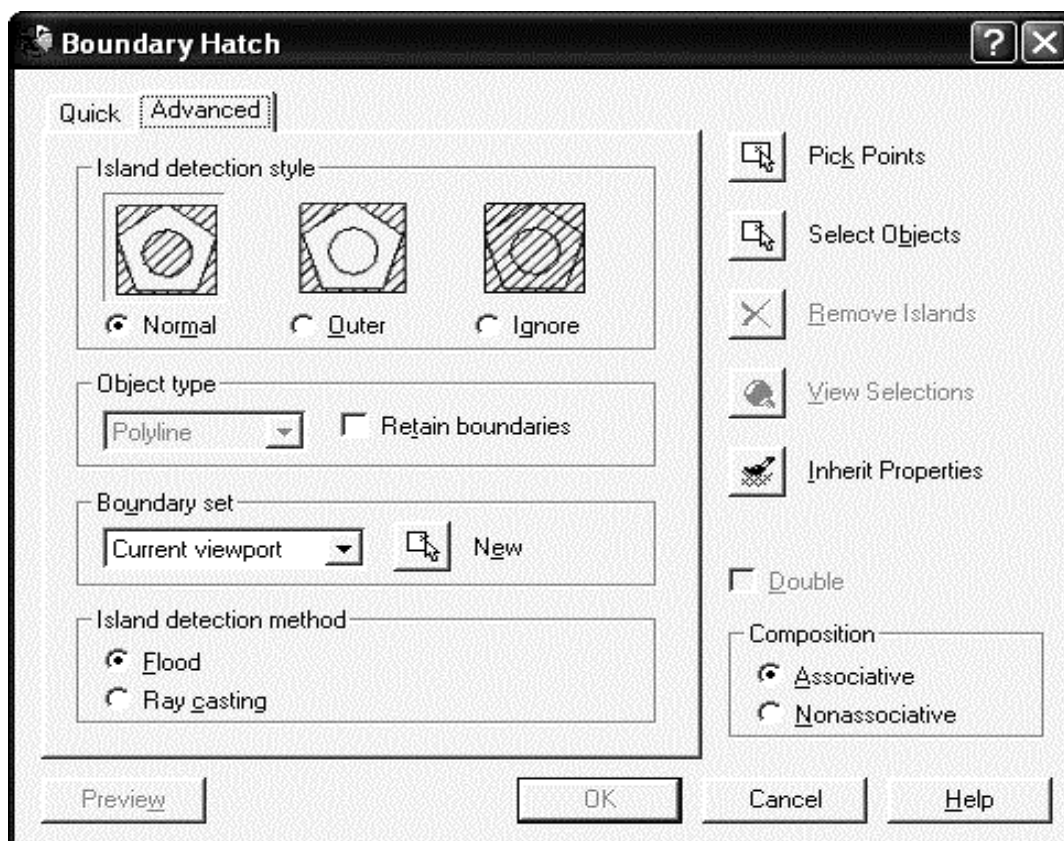 Boundary Hatch
Quick Advanced
Island detection style
Normal Outer Ignore
Object type
Polyline Retain boundaries
Boundary set
Current viewport New
Island detection method
Flood
Ray casting
Pick Points
Select Objects
Remove Islands
View Selections
Inherit Properties
Double
Composition
Associative
Nonassociative
Preview OK Cancel Help